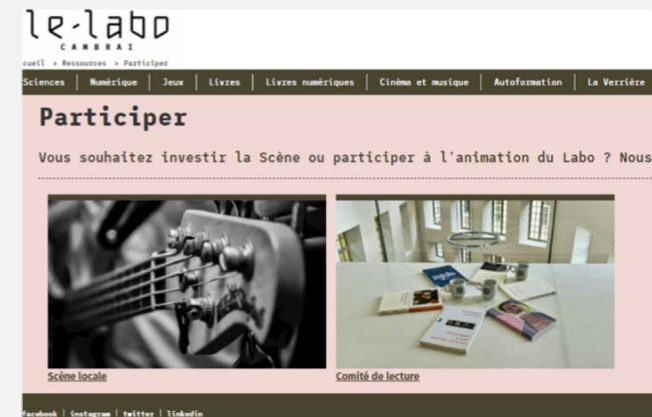 le-labo
CAMBRAI
cueil > Ressources > Participer
Sciences | Numérique | Jeux | Livres | Livres numériques | Cinéma et musique | Autoformation | La Verrière
Participer
Vous souhaitez investir la Scène ou participer à l'animation du Labo ? Nous
Scène locale
Comité de lecture
Facebook | instagram | twitter | linkedin